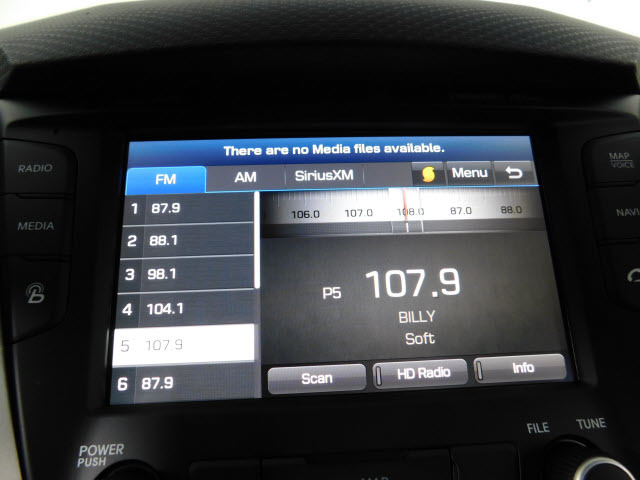 There are no Media files available.
FM AM SiriusXM Menu
RADIO
MEDIA
MAP
VOICE
1 87.9
2 88.1
3 98.1
4 104.1
5 107.9
6 87.9
106.0 107.0 108.0 87.0 88.0
P5 107.9
BILLY
Soft
Scan HD Radio Info
POWER
PUSH
FILE TUNE